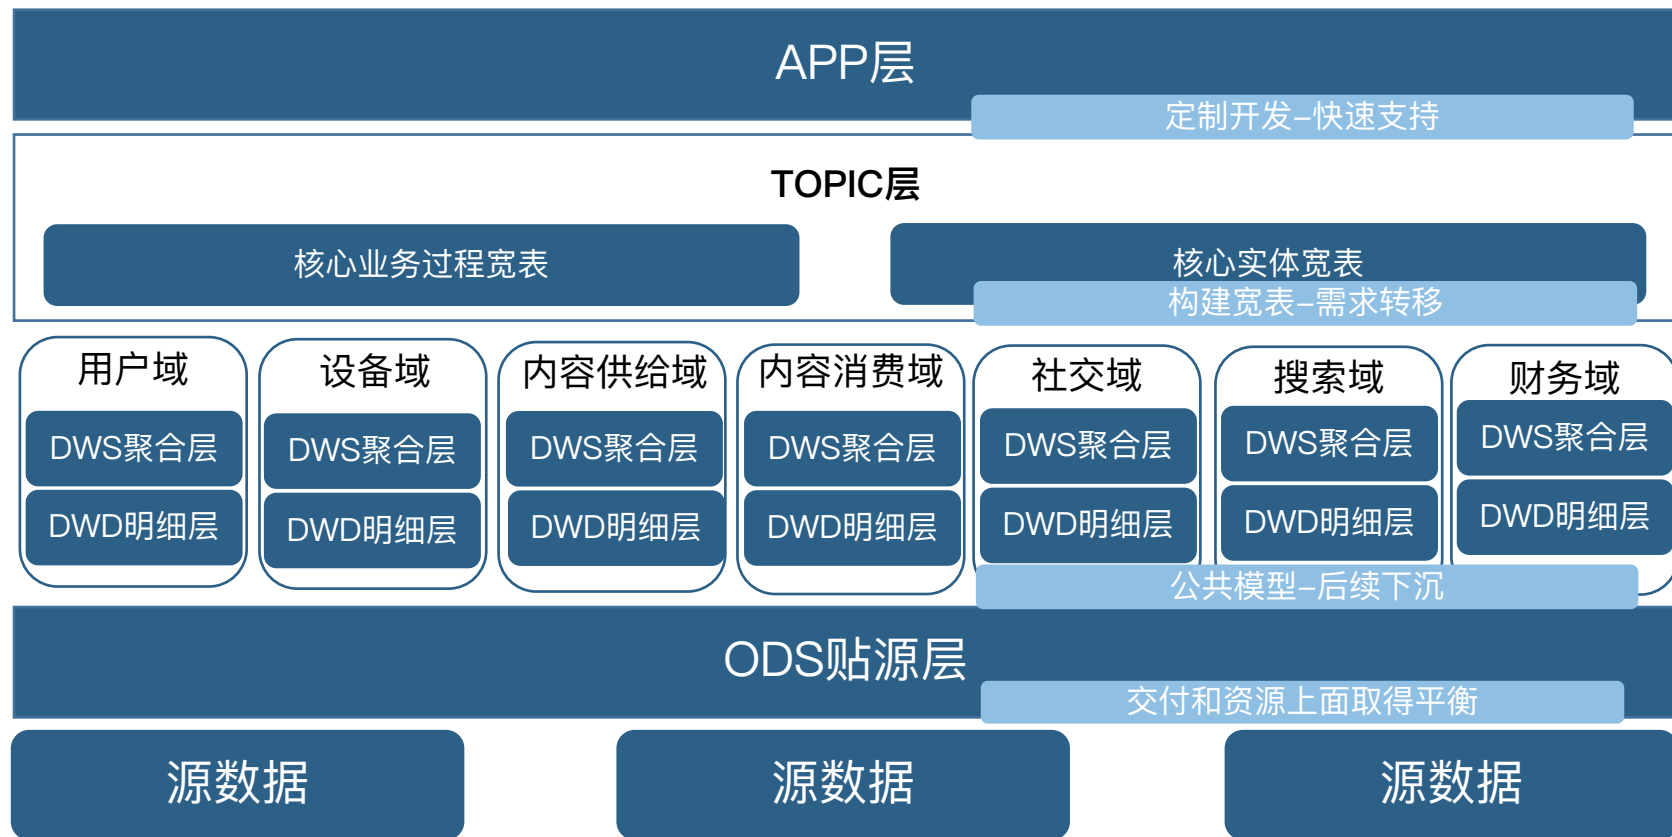 APP层
定制开发–快速支持
TOPIC层
核心业务过程宽表
核心实体宽表
构建宽表–需求转移
用户域
设备域
内容供给域
内容消费域
社交域
搜索域
财务域
DWS聚合层
DWS聚合层
DWS聚合层
DWS聚合层
DWS聚合层
DWS聚合层
DWS聚合层
DWD明细层
DWD明细层
DWD明细层
DWD明细层
DWD明细层
DWD明细层
DWD明细层
公共模型–后续下沉
ODS贴源层
交付和资源上面取得平衡
源数据
源数据
源数据